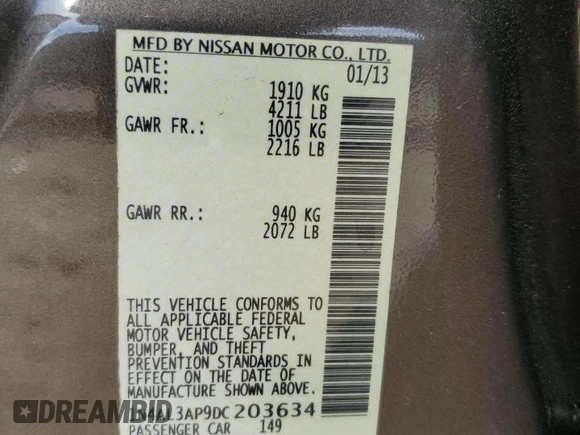 MFD BY NISSAN MOTOR CO., LTD.
DATE: 01/13
GVWR: 1910 KG
4211 LB
GAWR FR.: 1005 KG
2216 LB
GAWR RR.: 940 KG
2072 LB
THIS VEHICLE CONFORMS TO
ALL APPLICABLE FEDERAL
MOTOR VEHICLE SAFETY,
BUMPER, AND THEFT
PREVENTION STANDARDS IN
EFFECT ON THE DATE OF
MANUFACTURE SHOWN ABOVE.
203634
PASSENGER CAR 149
DREAMBID